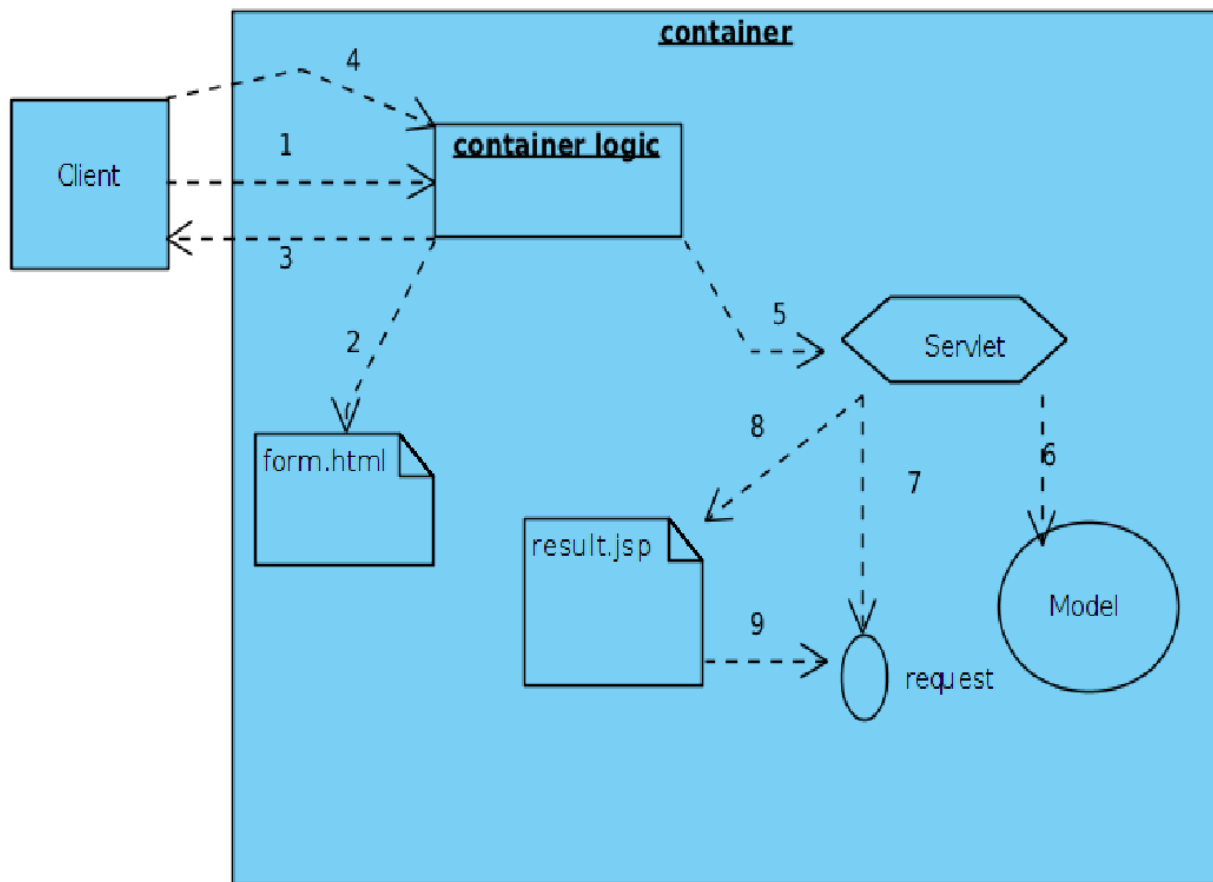 container
4
container logic
1
Client
3
5
2
Servlet
8
6
form.html
7
result.jsp
Model
9
request